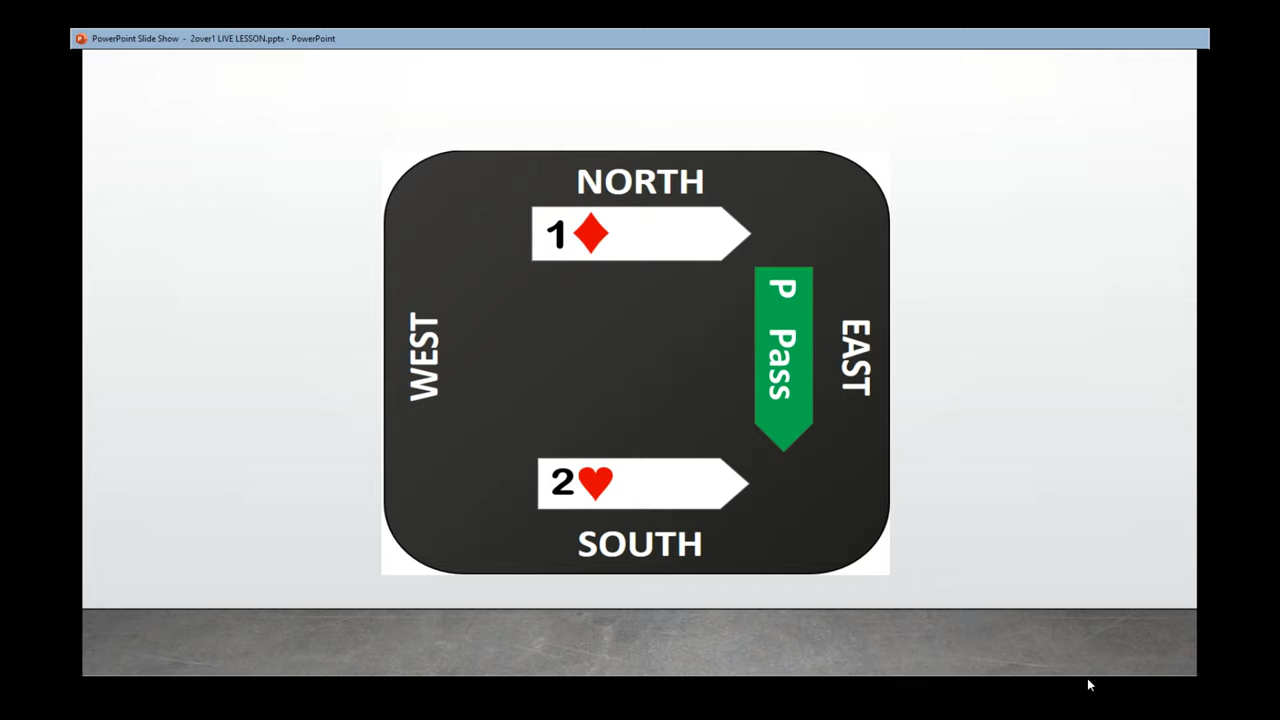 PowerPoint Slide Show - 2over1 LIVE LESSON.pptx - PowerPoint
NORTH
1♦
P Pass
WEST
EAST
2♥
SOUTH